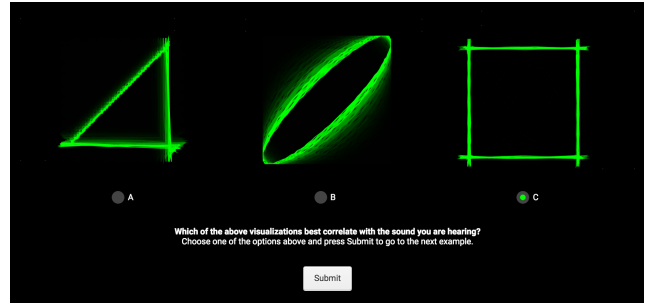 A
B
C
Which of the above visualizations best correlate with the sound you are hearing?
Choose one of the options above and press Submit to go to the next example.
Submit